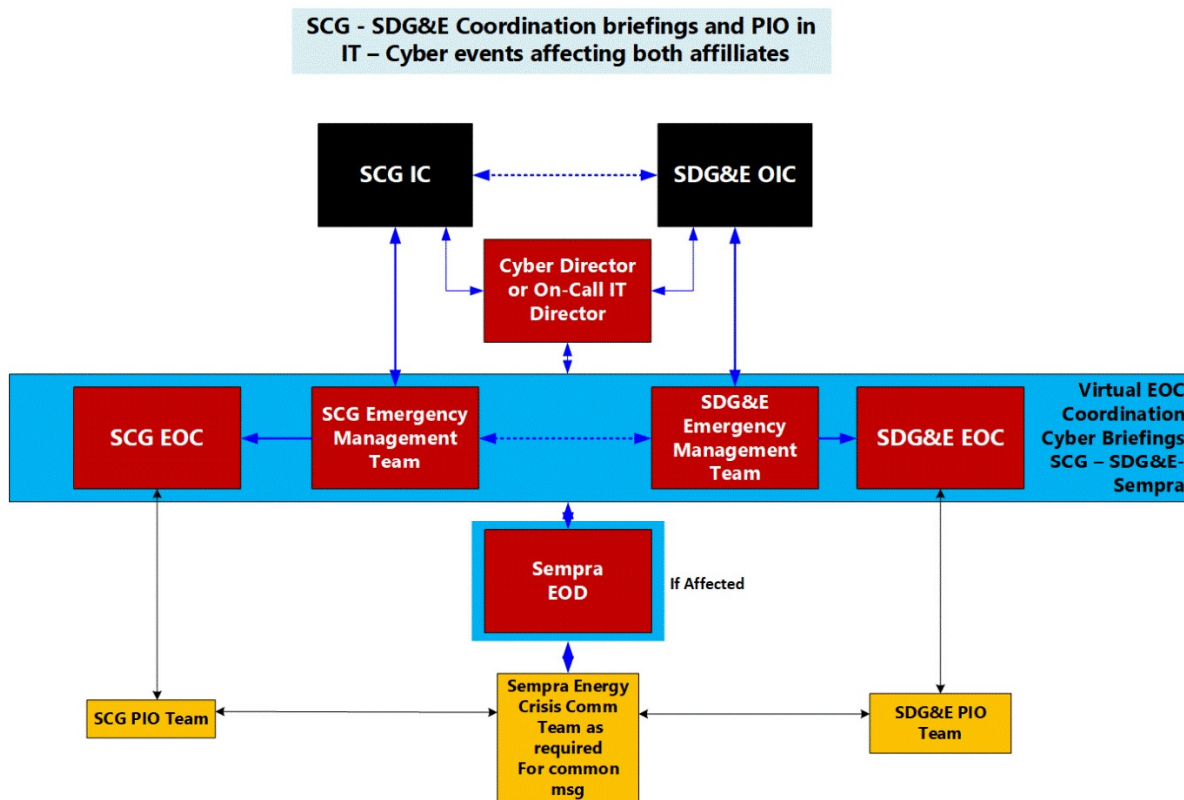 SCG - SDG&E Coordination briefings and PIO in
IT – Cyber events affecting both affilliates
SCG IC
SDG&E OIC
Cyber Director
or On-Call IT
Director
SCG EOC
SCG Emergency
Management
Team
SDG&E
Emergency
Management
Team
SDG&E EOC
Virtual EOC
Coordination
Cyber Briefings
SCG – SDG&E-
Sempra
Sempra
EOD
If Affected
SCG PIO Team
Sempra Energy
Crisis Comm
Team as
required
For common
msg
SDG&E PIO
Team